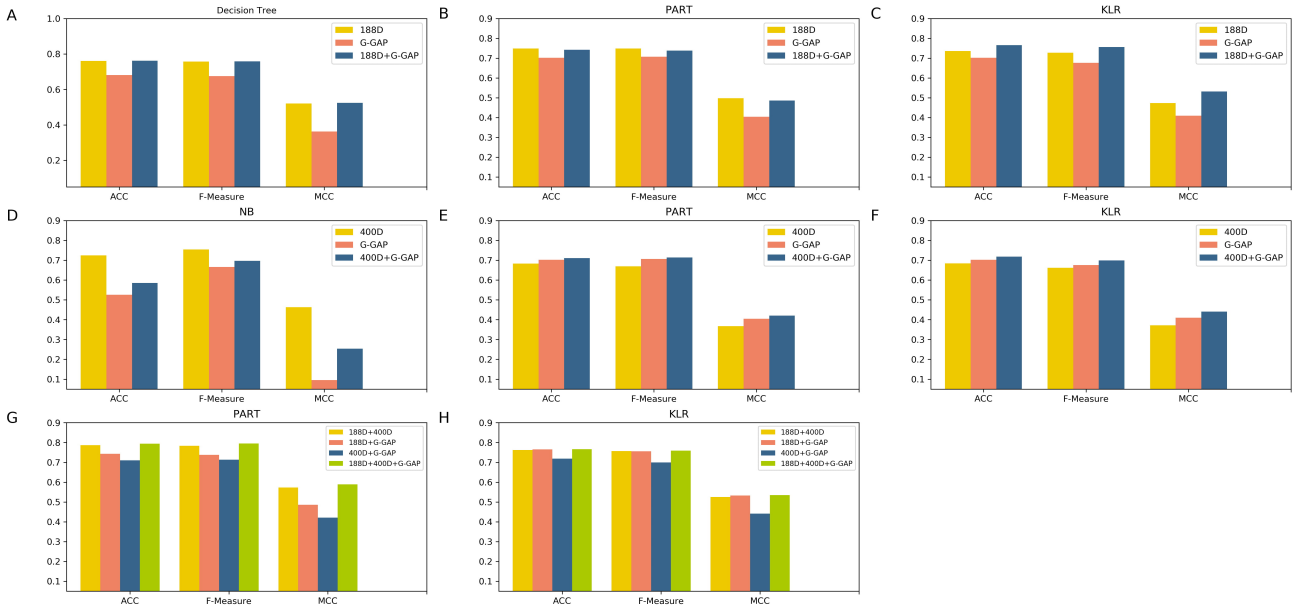 A
Decision Tree
1.0
0.8
0.6
0.4
0.2
188D
G-GAP
188D+G-GAP
ACC
F-Measure
MCC
B
PART
0.9
0.8
0.7
0.6
0.5
0.4
0.3
0.2
0.1
188D
G-GAP
188D+G-GAP
ACC
F-Measure
MCC
C
KLR
0.9
0.8
0.7
0.6
0.5
0.4
0.3
0.2
0.1
188D
G-GAP
188D+G-GAP
ACC
F-Measure
MCC
D
NB
0.9
0.8
0.7
0.6
0.5
0.4
0.3
0.2
0.1
400D
G-GAP
400D+G-GAP
ACC
F-Measure
MCC
E
PART
0.9
0.8
0.7
0.6
0.5
0.4
0.3
0.2
0.1
400D
G-GAP
400D+G-GAP
ACC
F-Measure
MCC
F
KLR
0.9
0.8
0.7
0.6
0.5
0.4
0.3
0.2
0.1
400D
G-GAP
400D+G-GAP
ACC
F-Measure
MCC
G
PART
0.9
0.8
0.7
0.6
0.5
0.4
0.3
0.2
0.1
188D+400D
188D+G-GAP
400D+G-GAP
188D+400D+G-GAP
ACC
F-Measure
MCC
H
KLR
0.9
0.8
0.7
0.6
0.5
0.4
0.3
0.2
0.1
188D+400D
188D+G-GAP
400D+G-GAP
188D+400D+G-GAP
ACC
F-Measure
MCC